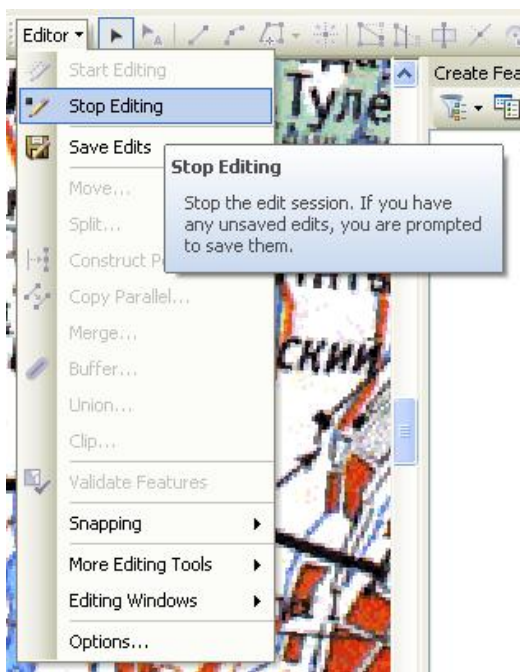 Editor
Create Fea
Start Editing
Stop Editing
Туле
Save Edits
Stop Editing
Stop the edit session. If you have
any unsaved edits, you are prompted
to save them.
Move...
Split...
Construct P
Copy Parallel...
Merge...
ский
Buffer...
Union...
Clip...
Validate Features
Snapping
More Editing Tools
Editing Windows
Options...